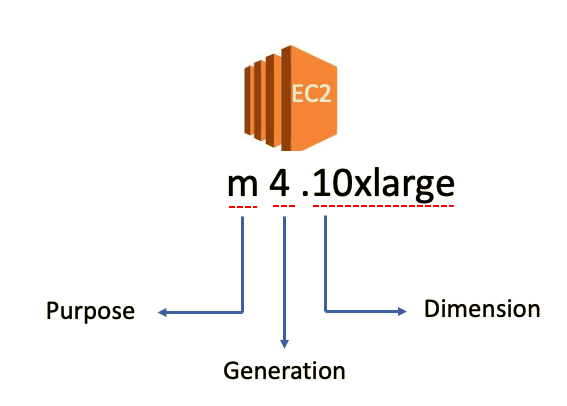 EC2
m 4 .10xlarge
Purpose
Dimension
Generation